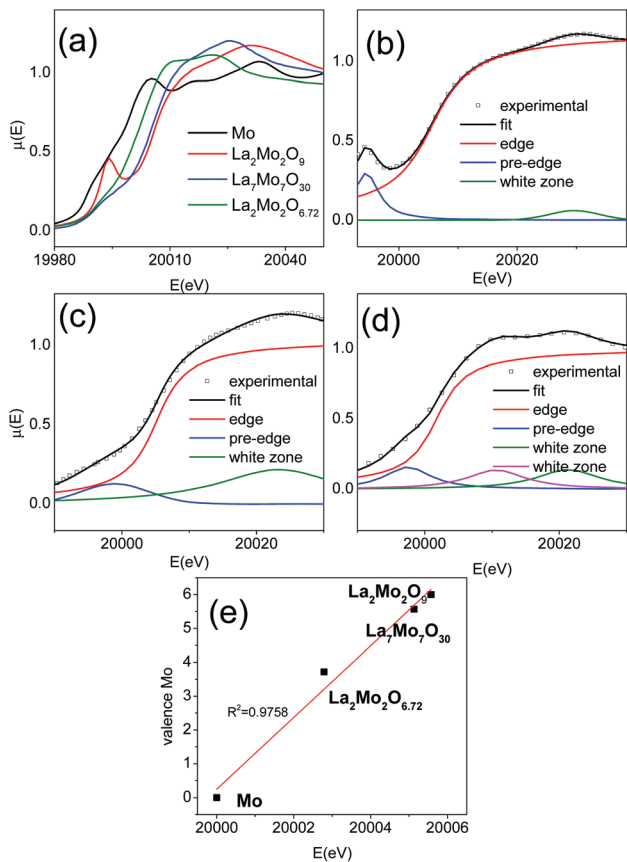 (a)
μ(E)
1.0
0.5
0.0
Mo
La2Mo2O9
La7Mo7O30
La2Mo2O6.72
19980
20010
20040
E(eV)
(b)
1.0
0.5
0.0
experimental
fit
edge
pre-edge
white zone
20000
20020
E(eV)
(c)
μ(E)
1.0
0.5
0.0
experimental
fit
edge
pre-edge
white zone
20000
20020
E(eV)
(d)
1.0
0.5
0.0
experimental
fit
edge
pre-edge
white zone
white zone
20000
20020
E(eV)
(e)
valence Mo
6
5
4
3
2
1
0
La2Mo2O9
La7Mo7O30
La2Mo2O6.72
R²=0.9758
Mo
20000
20002
20004
20006
E(eV)